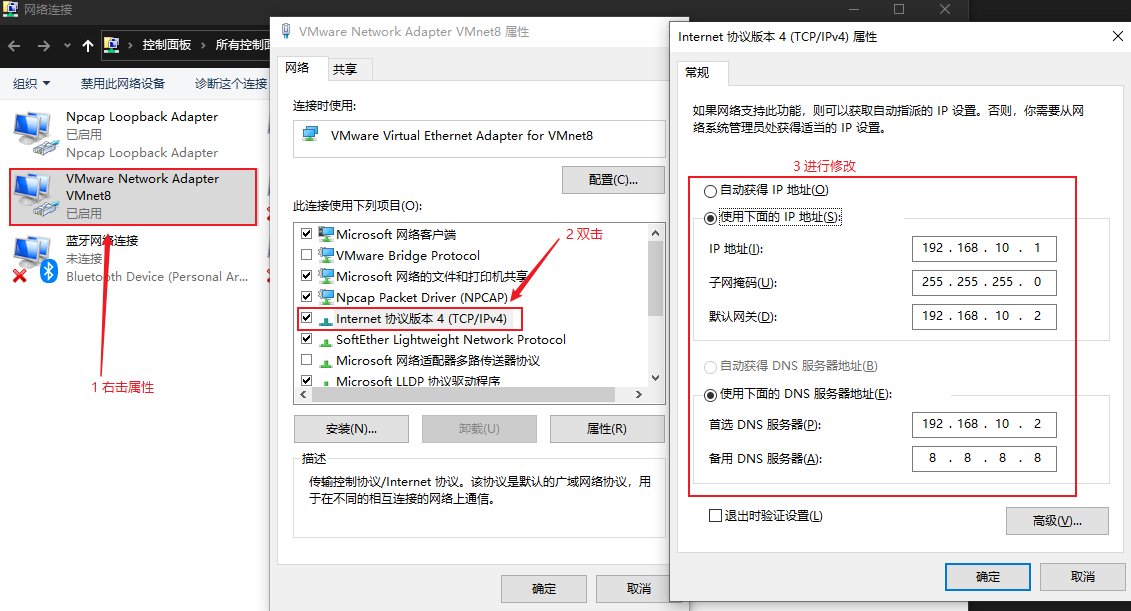 网络连接
控制面板
所有控制面
组织
禁用此网络设备
诊断这个连接
Npcap Loopback Adapter
已启用
Npcap Loopback Adapter
VMware Network Adapter
VMnet8
已启用
蓝牙网络连接
未连接
Bluetooth Device (Personal Ar...
1 右击属性
VMware Network Adapter VMnet8 属性
网络
共享
连接时使用:
VMware Virtual Ethernet Adapter for VMnet8
配置(C)...
此连接使用下列项目(O):
Microsoft 网络客户端
VMware Bridge Protocol
Microsoft 网络的文件和打印机共享
Npcap Packet Driver (NPCAP)
Internet 协议版本 4 (TCP/IPv4)
SoftEther Lightweight Network Protocol
Microsoft 网络适配器多路传送器协议
Microsoft LLDP 协议驱动程序
2 双击
安装(N)...
卸载(U)
属性(R)
描述
传输控制协议/Internet 协议。该协议是默认的广域网络协议，用
于在不同的相互连接的网络上通信。
确定
取消
Internet 协议版本 4 (TCP/IPv4) 属性
常规
如果网络支持此功能，则可以获取自动指派的 IP 设置。否则，你需要从网
络系统管理员处获得适当的 IP 设置。
3 进行修改
自动获得 IP 地址(O)
使用下面的 IP 地址(S):
IP 地址(I):
192 . 168 . 10 . 1
子网掩码(U):
255 . 255 . 255 . 0
默认网关(D):
192 . 168 . 10 . 2
自动获得 DNS 服务器地址(B)
使用下面的 DNS 服务器地址(E):
首选 DNS 服务器(P):
192 . 168 . 10 . 2
备用 DNS 服务器(A):
8 . 8 . 8 . 8
退出时验证设置(L)
高级(V)...
确定
取消